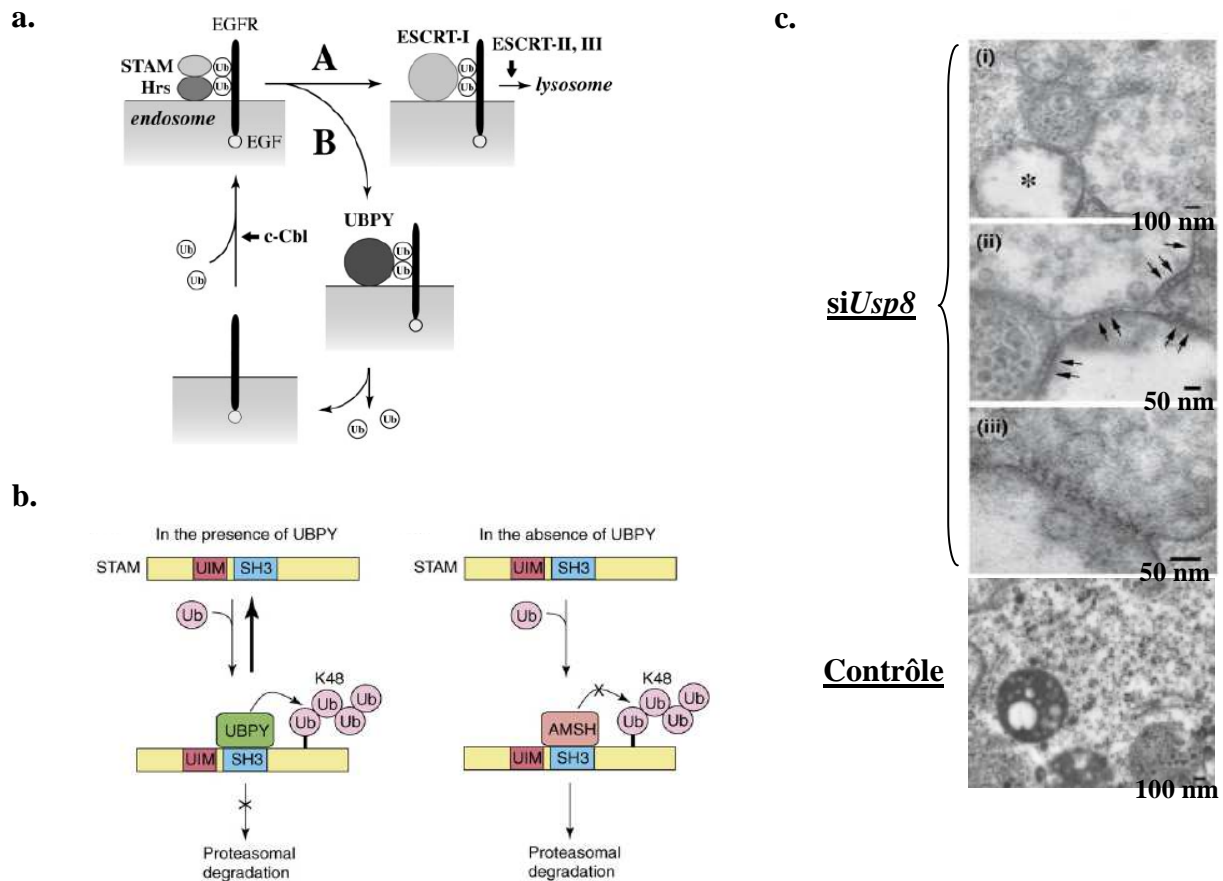 a.
EGFR
STAM
Hrs
Ub
Ub
endosome
EGF
A
B
ESCRT-I
Ub
Ub
ESCRT-II, III
lysosome
UBPY
Ub
Ub
c-Cbl
Ub
Ub
Ub
Ub
b.
In the presence of UBPY
STAM
UIM
SH3
Ub
K48
Ub
Ub
Ub
Ub
Ub
UBPY
UIM
SH3
Proteasomal
degradation
In the absence of UBPY
STAM
UIM
SH3
Ub
K48
Ub
Ub
Ub
Ub
Ub
AMSH
UIM
SH3
Proteasomal
degradation
c.
siUsp8
(i)
*
100 nm
(ii)
50 nm
(iii)
50 nm
Contrôle
100 nm